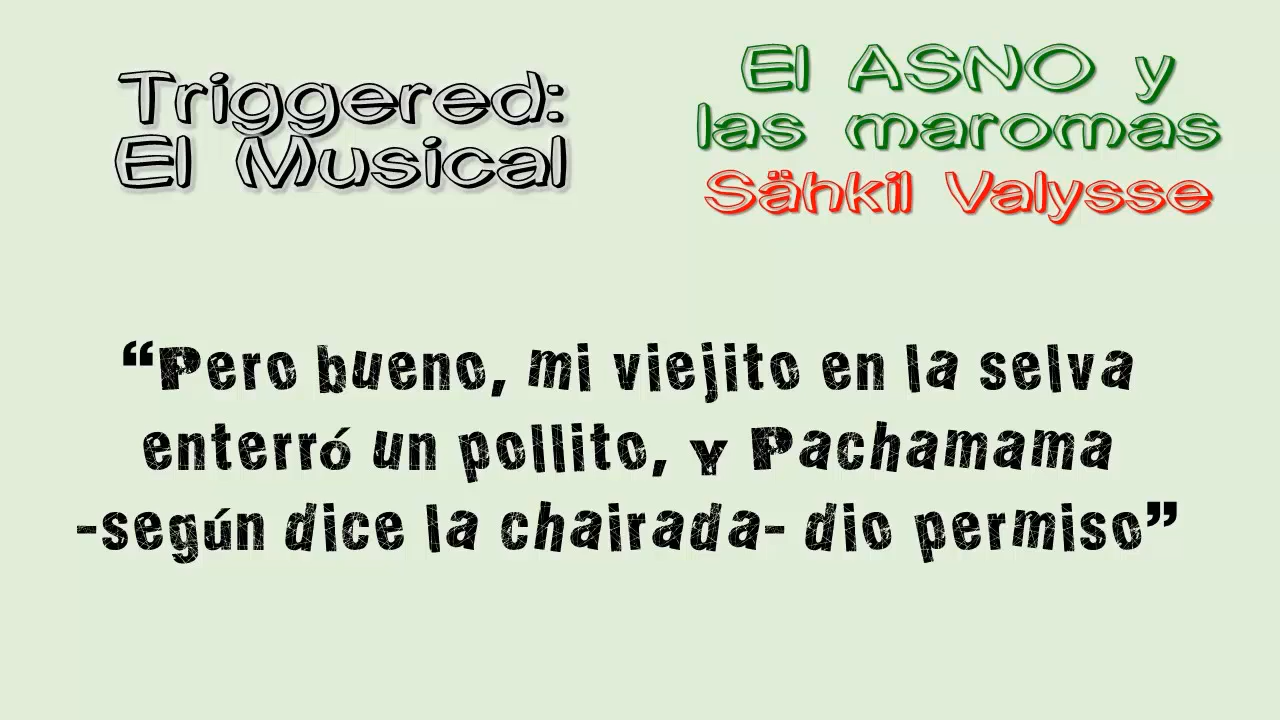 Triggered:
El Musical
El ASNO y
las maromas
Sähkil Valysse
“Pero bueno, mi viejito en la selva
enterró un pollito, y Pachamama
-según dice la chairada- dio permiso”